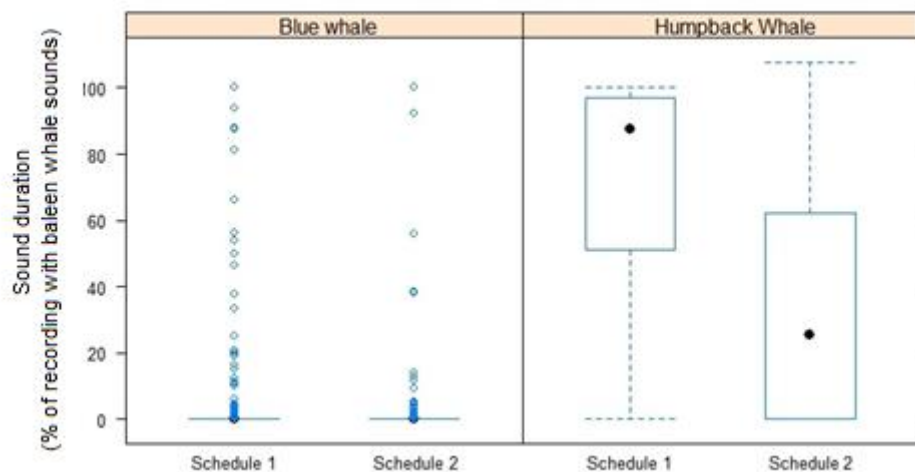 Blue whale
Humpback Whale
Sound duration
(% of recording with baleen whale sounds)
100
80
60
40
20
0
Schedule 1
Schedule 2
Schedule 1
Schedule 2